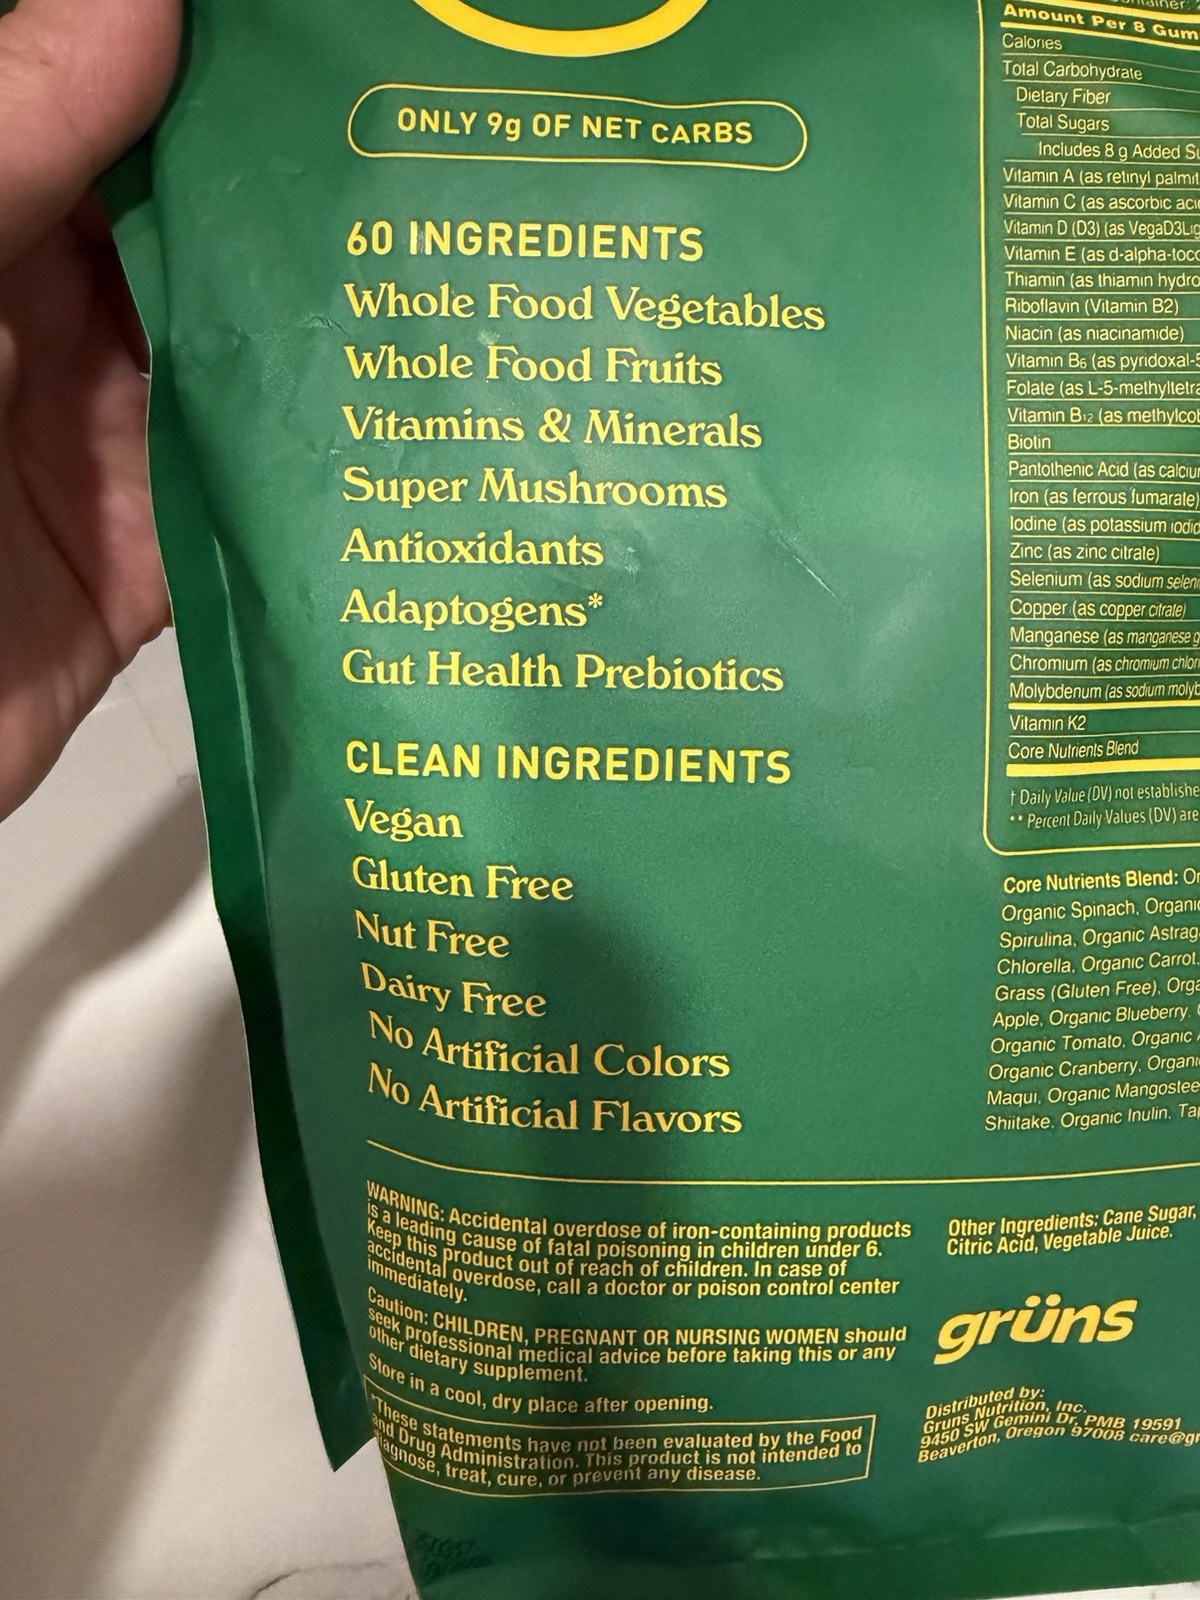 ONLY 9g OF NET CARBS
60 INGREDIENTS
Whole Food Vegetables
Whole Food Fruits
Vitamins & Minerals
Super Mushrooms
Antioxidants
Adaptogens*
Gut Health Prebiotics
CLEAN INGREDIENTS
Vegan
Gluten Free
Nut Free
Dairy Free
No Artificial Colors
No Artificial Flavors
WARNING: Accidental overdose of iron-containing products
is a leading cause of fatal poisoning in children under 6.
Keep this product out of reach of children. In case of
accidental overdose, call a doctor or poison control center
immediately.
Caution: CHILDREN, PREGNANT OR NURSING WOMEN should
seek professional medical advice before taking this or any
other dietary supplement.
Store in a cool, dry place after opening.
*These statements have not been evaluated by the Food
and Drug Administration. This product is not intended to
diagnose, treat, cure, or prevent any disease.
Amount Per 8
Calories
Total Carbohydrate
Dietary Fiber
Total Sugars
Includes 8 g Added
Vitamin A (as retinyl
Vitamin C (as ascorbic
Vitamin D (D3) (as
Vitamin E (as
Thiamin (as thiamin
Riboflavin (Vitamin B2)
Niacin (as niacinamide)
Vitamin B6 (as
Folate (as
Vitamin B12 (as
Biotin
Pantothenic Acid (as
Iron (as ferrous fumarate)
Iodine (as potassium
Zinc (as zinc citrate)
Selenium (as sodium
Copper (as copper citrate)
Manganese (as manganese
Chromium (as chromium
Molybdenum (as sodium
Vitamin K2
Core Nutrients Blend
† Daily Value (DV) not
** Percent Daily Values (DV) are
Core Nutrients Blend:
Organic Spinach,
Spirulina, Organic
Chlorella, Organic Carrot,
Grass (Gluten Free),
Apple, Organic Blueberry,
Organic Tomato, Organic
Organic Cranberry,
Maqui, Organic
Shiitake, Organic Inulin,
Other Ingredients: Cane Sugar,
Citric Acid, Vegetable Juice.
grüns
Distributed by:
Gruns Nutrition, Inc.
9450 SW Gemini Dr, PMB 19591
Beaverton, Oregon 97008